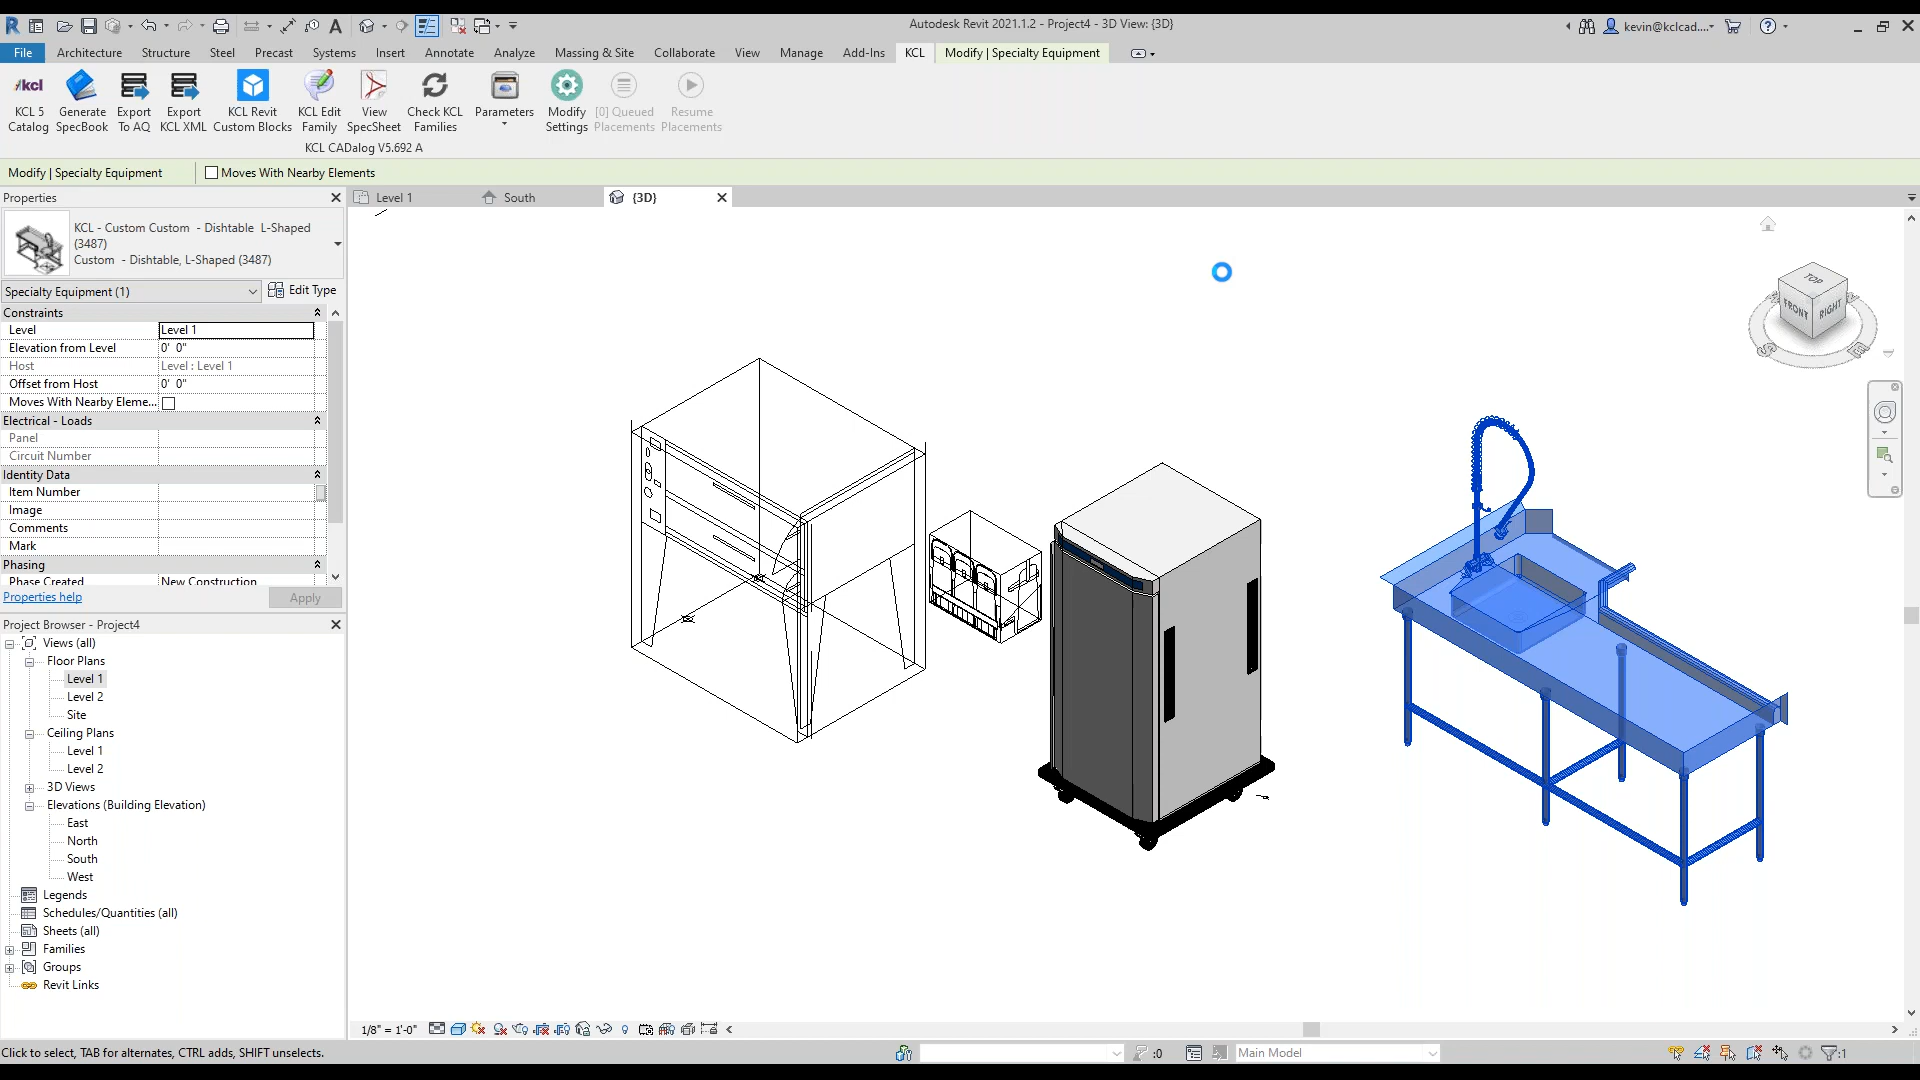 Autodesk Revit 2021.1.2 - Project4 - 3D View: {3D}
kevin@kclcad....
File Architecture Structure Steel Precast Systems Insert Annotate Analyze Massing & Site Collaborate View Manage Add-Ins KCL Modify | Specialty Equipment
kcl
KCL 5 Catalog
Generate SpecBook
Export To AQ
Export KCL XML
KCL Revit Custom Blocks
KCL Edit Family
View SpecSheet
Check KCL Families
Parameters
Modify Settings
[0] Queued Placements
Resume Placements
KCL CADalog V5.692 A
Modify | Specialty Equipment Moves With Nearby Elements
Properties
Level 1 South {3D}
KCL - Custom Custom - Dishtable L-Shaped
(3487)
Custom - Dishtable, L-Shaped (3487)
Specialty Equipment (1) Edit Type
Constraints
Level Level 1
Elevation from Level 0' 0"
Host Level : Level 1
Offset from Host 0' 0"
Moves With Nearby Eleme...
Electrical - Loads
Panel
Circuit Number
Identity Data
Item Number
Image
Comments
Mark
Phasing
Phase Created New Construction
Properties help Apply
Project Browser - Project4
Views (all)
Floor Plans
Level 1
Level 2
Site
Ceiling Plans
Level 1
Level 2
3D Views
Elevations (Building Elevation)
East
North
South
West
Legends
Schedules/Quantities (all)
Sheets (all)
Families
Groups
Revit Links
TOP
FRONT
RIGHT
S
E
1/8" = 1'-0"
Click to select, TAB for alternates, CTRL adds, SHIFT unselects.
:0
Main Model
:1